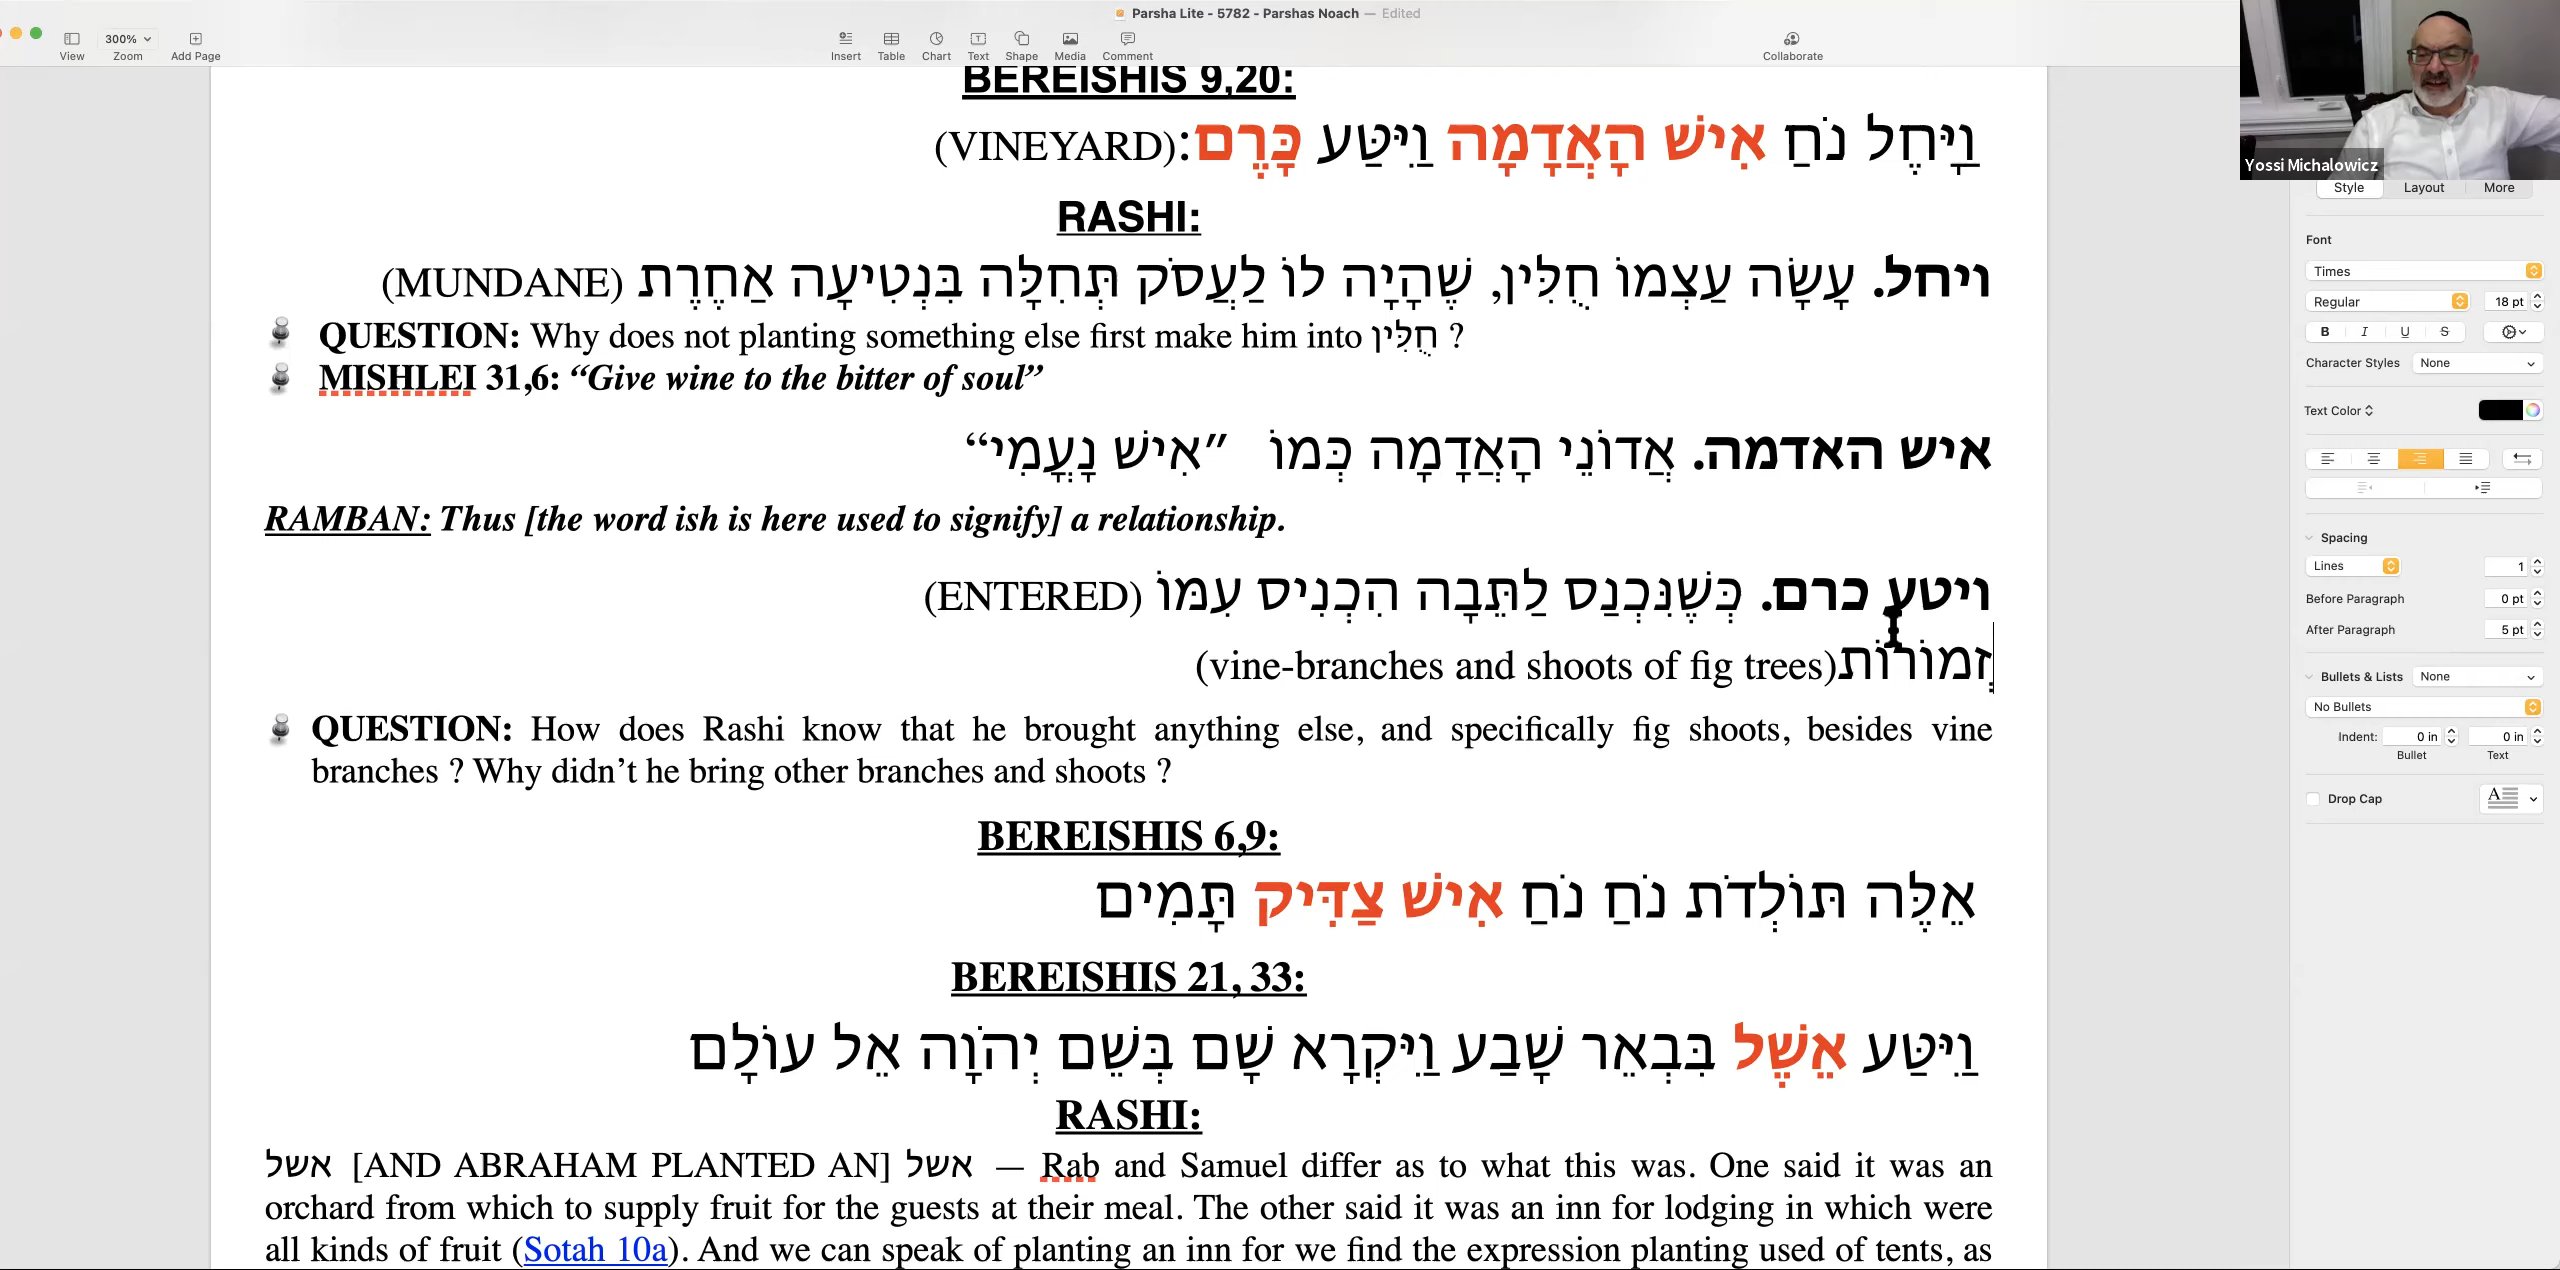 Parsha Lite - 5782 - Parshas Noach — Edited
View
300%
Zoom
Add Page
Insert
Table
Chart
Text
Shape
Media
Comment
Collaborate
Yossi Michalowicz
BEREISHIS 9,20:
וַיָּחֶל נֹחַ אִישׁ הָאֲדָמָה וַיִּטַּע כָּרֶם:(VINEYARD)
RASHI:
ויחל. עָשָׂה עַצְמוֹ חֻלִּין, שֶׁהָיָה לוֹ לַעֲסֹק תְּחִלָּה בִּנְטִיעָה אַחֶרֶת (MUNDANE)
QUESTION: Why does not planting something else first make him into חֻלִּין ?
MISHLEI 31,6: “Give wine to the bitter of soul”
איש האדמה. אֲדוֹנֵי הָאֲדָמָה כְּמוֹ ”אִישׁ נָעֳמִי“
RAMBAN: Thus [the word ish is here used to signify] a relationship.
ויטע כרם. כְּשֶׁנִּכְנַס לַתֵּבָה הִכְנִיס עִמּוֹ (ENTERED)
זְמוֹרוֹת(vine-branches and shoots of fig trees)
QUESTION: How does Rashi know that he brought anything else, and specifically fig shoots, besides vine
branches ? Why didn’t he bring other branches and shoots ?
BEREISHIS 6,9:
אֵלֶּה תּוֹלְדֹת נֹחַ נֹחַ אִישׁ צַדִּיק תָּמִים
BEREISHIS 21, 33:
וַיִּטַּע אֵשֶׁל בִּבְאֵר שָׁבַע וַיִּקְרָא שָׁם בְּשֵׁם יְהֹוָה אֵל עוֹלָם
RASHI:
אשל [AND ABRAHAM PLANTED AN] אשל — Rab and Samuel differ as to what this was. One said it was an
orchard from which to supply fruit for the guests at their meal. The other said it was an inn for lodging in which were
all kinds of fruit (Sotah 10a). And we can speak of planting an inn for we find the expression planting used of tents, as
Style
Layout
More
Font
Times
Regular
18 pt
B I U S
Character Styles
None
Text Color
Spacing
Lines
1
Before Paragraph
0 pt
After Paragraph
5 pt
Bullets & Lists
None
No Bullets
Indent:
0 in
0 in
Bullet
Text
Drop Cap
A